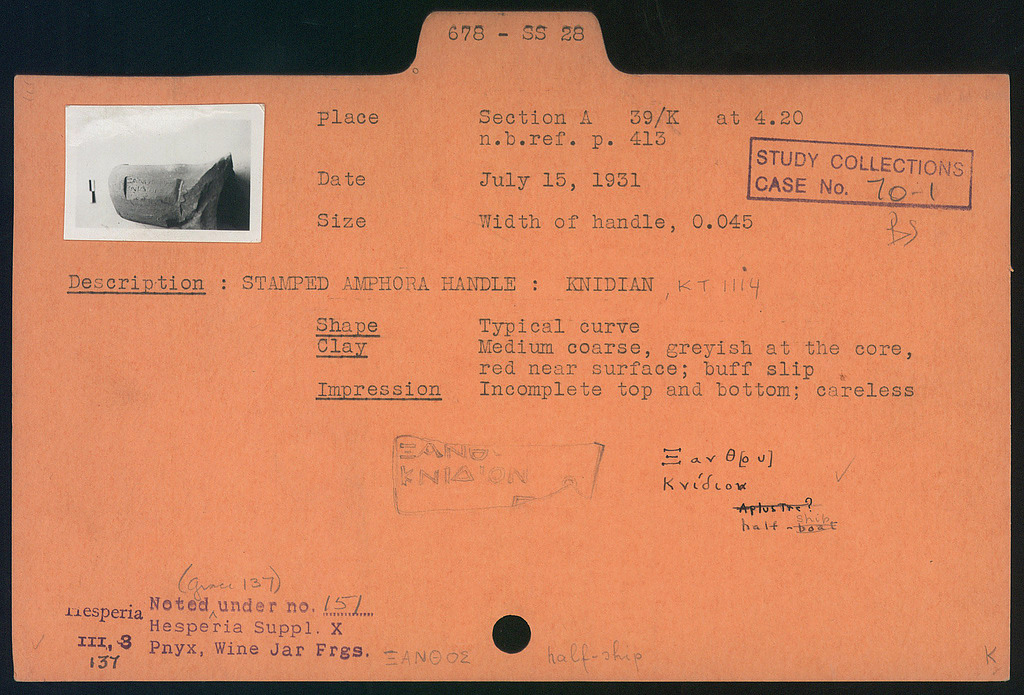 678 - SS 28
Place Section A 39/K at 4.20
n.b.ref. p. 413
STUDY COLLECTIONS
CASE No. 70-1
BS
Date July 15, 1931
Size Width of handle, 0.045
Description : STAMPED AMPHORA HANDLE : KNIDIAN , KT 1114
Shape Typical curve
Clay Medium coarse, greyish at the core,
red near surface; buff slip
Impression Incomplete top and bottom; careless
ΞΑΝΘ
ΚΝΙΔΙΟΝ
Ξανθ[ου]
Κνίδιον
Aplustre?
half - boat ship
(Grace 137)
Hesperia Noted under no. 151
Hesperia Suppl. X
III, 3 Pnyx, Wine Jar Frgs.
137
ΞΑΝΘΟΣ half-ship
K